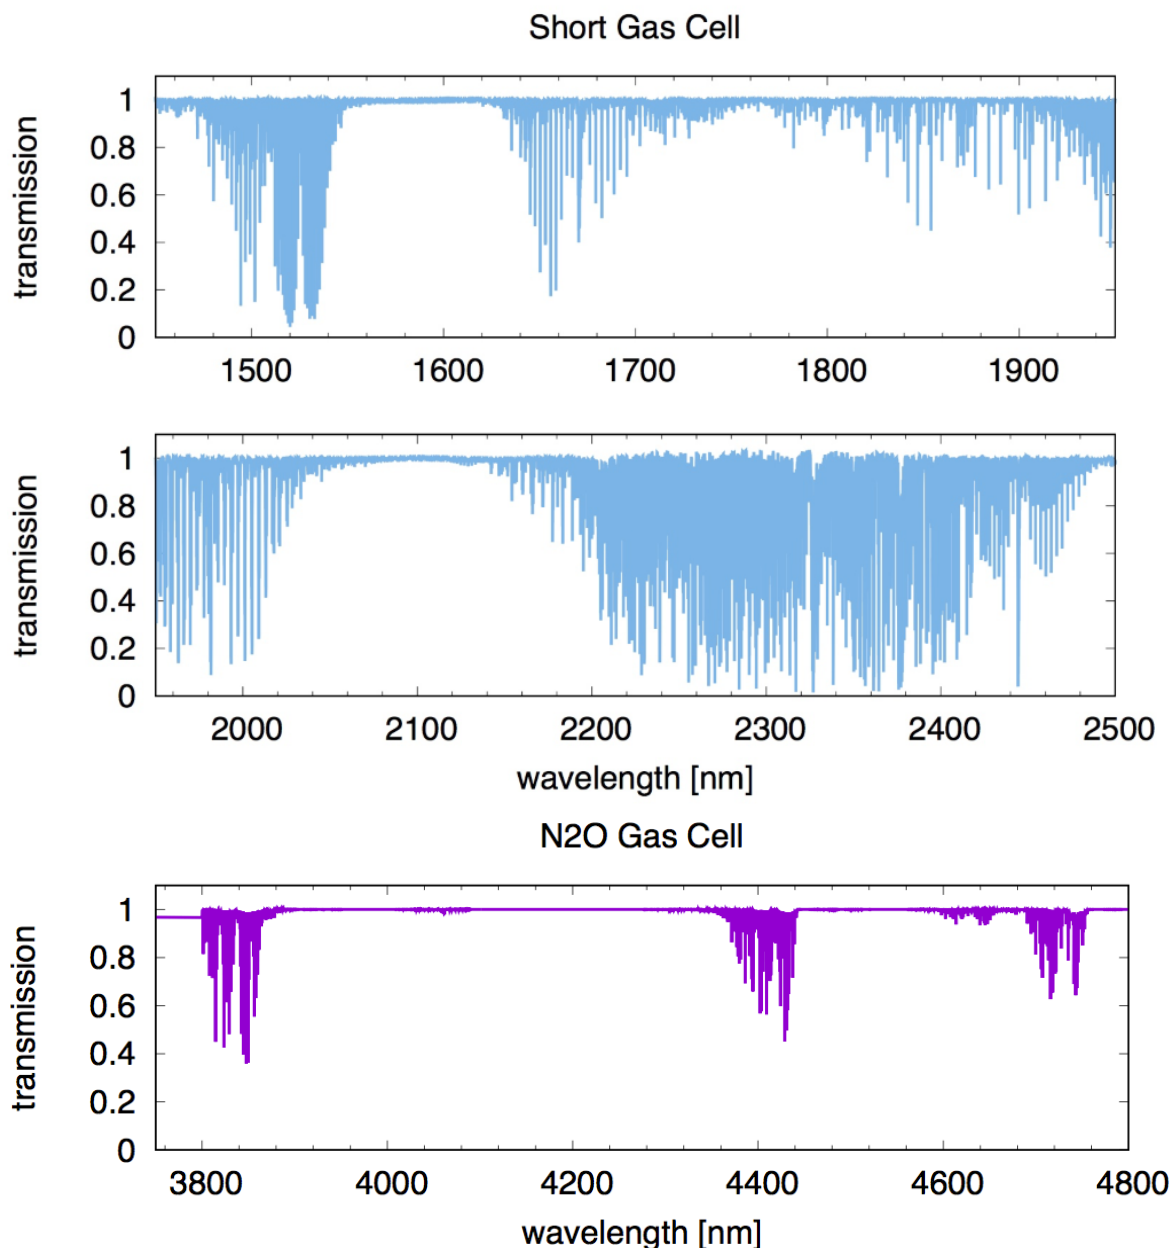 Short Gas Cell
transmission
1
0.8
0.6
0.4
0.2
0
1500 1600 1700 1800 1900
transmission
1
0.8
0.6
0.4
0.2
0
2000 2100 2200 2300 2400 2500
wavelength [nm]
N2O Gas Cell
transmission
1
0.8
0.6
0.4
0.2
0
3800 4000 4200 4400 4600 4800
wavelength [nm]